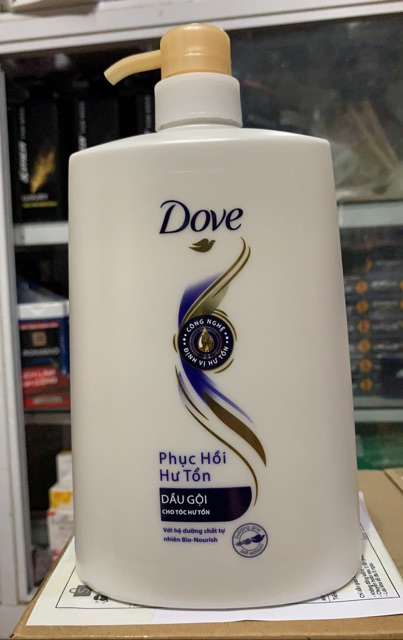 Dove
CÔNG NGHỆ
ĐỊNH VỊ HƯ TỔN
Phục Hồi
Hư Tổn
DẦU GỘI
CHO TÓC HƯ TỔN
Với hệ dưỡng chất tự
nhiên Bio-Nourish
LUXURY